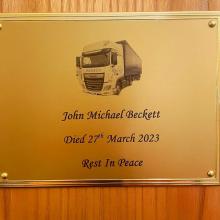 John Michael Beckett
Died 27th March 2023
Rest In Peace